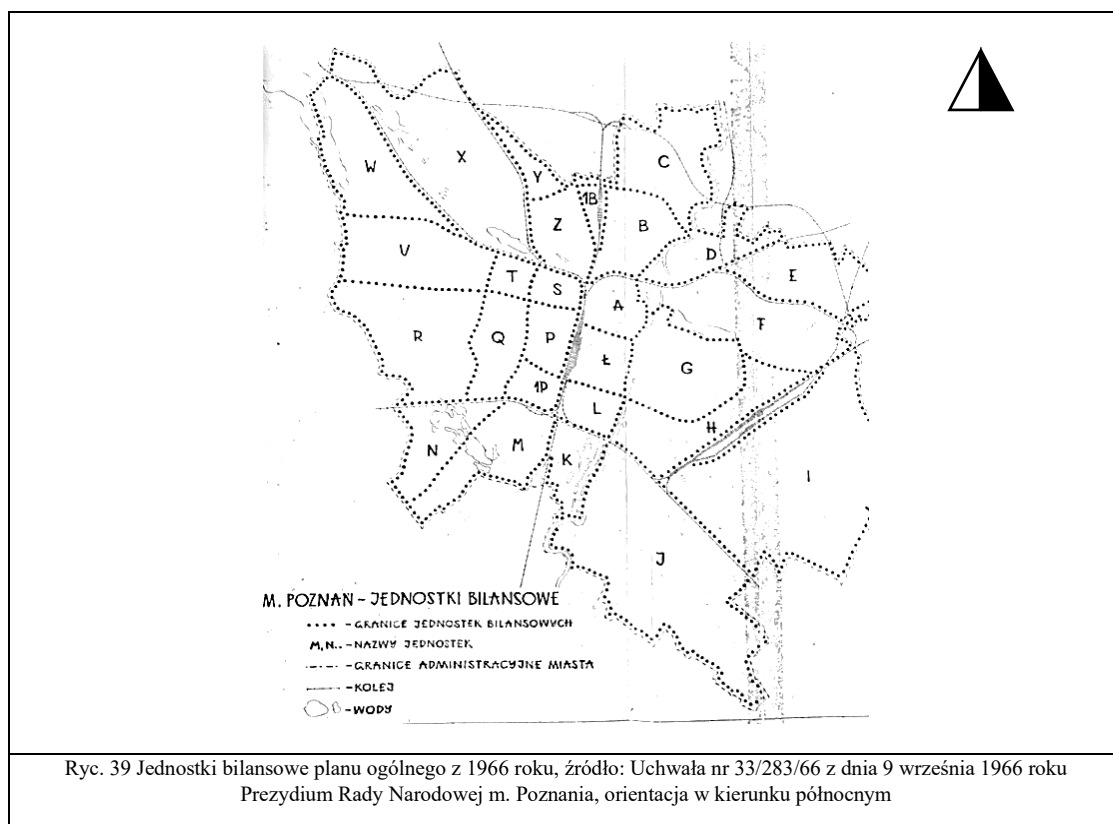 C
W
X
Y
1B
Z
B
D
E
V
T
S
A
F
R
Q
P
Ł
G
1P
L
H
N
M
K
I
J
M. POZNAŃ - JEDNOSTKI BILANSOWE
- GRANICE JEDNOSTEK BILANSOWYCH
M,N.. - NAZWY JEDNOSTEK
- GRANICE ADMINISTRACYJNE MIASTA
- KOLEJ
- WODY
Ryc. 39 Jednostki bilansowe planu ogólnego z 1966 roku, źródło: Uchwała nr 33/283/66 z dnia 9 września 1966 roku
Prezydium Rady Narodowej m. Poznania, orientacja w kierunku północnym